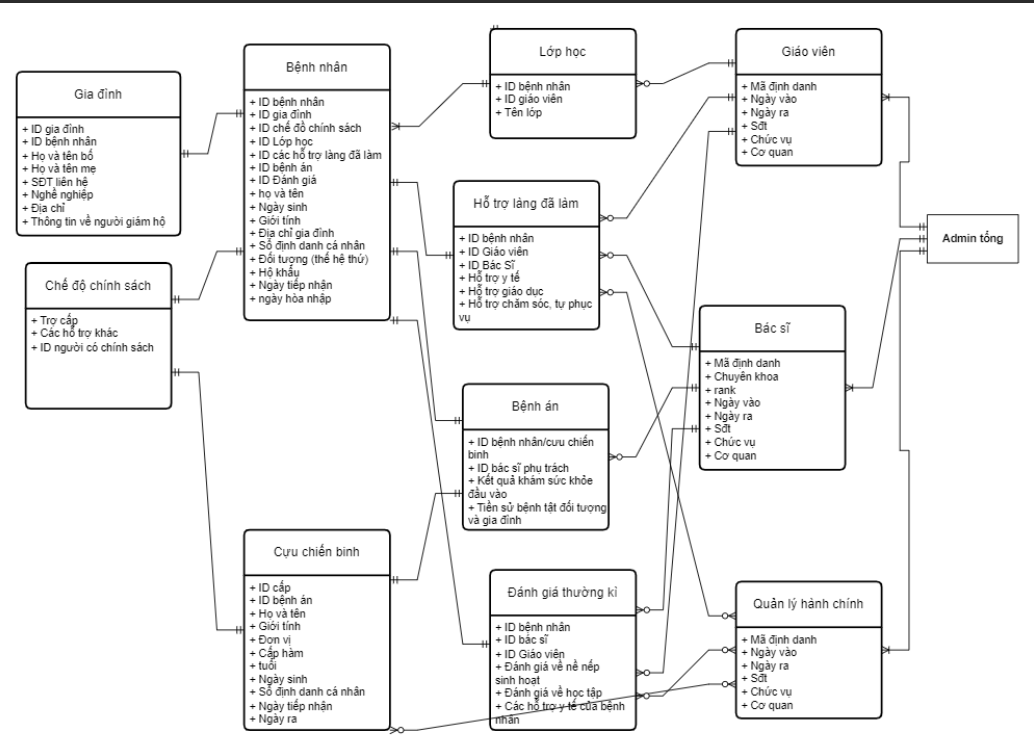 Gia đình
+ ID gia đình
+ ID bệnh nhân
+ Họ và tên bố
+ Họ và tên mẹ
+ SĐT liên hệ
+ Nghề nghiệp
+ Địa chỉ
+ Thông tin về người giám hộ
Chế độ chính sách
+ Trợ cấp
+ Các hỗ trợ khác
+ ID người có chính sách
Bệnh nhân
+ ID bệnh nhân
+ ID gia đình
+ ID chế đồ chính sách
+ ID Lớp học
+ ID các hỗ trợ làng đã làm
+ ID bệnh án
+ ID Đánh giá
+ họ và tên
+ Ngày sinh
+ Giới tính
+ Địa chỉ gia đình
+ Số định danh cá nhân
+ Đối tượng (thế hệ thứ)
+ Hộ khẩu
+ Ngày tiếp nhận
+ ngày hòa nhập
Cựu chiến binh
+ ID cấp
+ ID bệnh án
+ Họ và tên
+ Giới tính
+ Đơn vị
+ Cấp hàm
+ tuổi
+ Ngày sinh
+ Số định danh cá nhân
+ Ngày tiếp nhận
+ Ngày ra
Lớp học
+ ID bệnh nhân
+ ID giáo viên
+ Tên lớp
Hỗ trợ làng đã làm
+ ID bệnh nhân
+ ID Giáo viên
+ ID Bác Sĩ
+ Hỗ trợ y tế
+ Hỗ trợ giáo dục
+ Hỗ trợ chăm sóc, tự phục
vụ
Bệnh án
+ ID bệnh nhân/cưu chiến
binh
+ ID bác sĩ phụ trách
+ Kết quả khám sức khỏe
đầu vào
+ Tiền sử bệnh tật đối tượng
và gia đình
Đánh giá thường kì
+ ID bệnh nhân
+ ID bác sĩ
+ ID Giáo viên
+ Đánh giá về nề nếp
sinh hoạt
+ Đánh giá về học tập
+ Các hỗ trợ y tế của bệnh
nhân
Giáo viên
+ Mã định danh
+ Ngày vào
+ Ngày ra
+ Sđt
+ Chức vụ
+ Cơ quan
Bác sĩ
+ Mã định danh
+ Chuyên khoa
+ rank
+ Ngày vào
+ Ngày ra
+ Sđt
+ Chức vụ
+ Cơ quan
Quản lý hành chính
+ Mã định danh
+ Ngày vào
+ Ngày ra
+ Sđt
+ Chức vụ
+ Cơ quan
Admin tổng